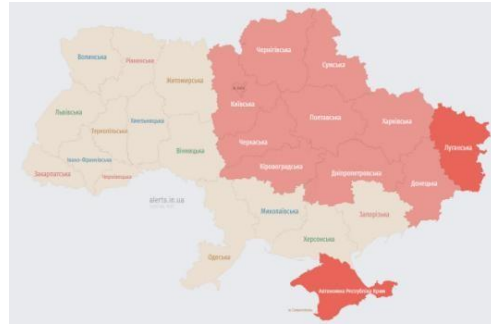 Волинська
Рівненська
Житомирська
Чернігівська
Сумська
Київська
Львівська
Тернопільська
Хмельницька
Полтавська
Харківська
Луганська
Черкаська
Вінницька
Івано-Франківська
Закарпатська
Чернівецька
Кіровоградська
Дніпропетровська
Донецька
alerts.in.ua
Миколаївська
Запорізька
Херсонська
Одеська
Автономна Республіка Крим